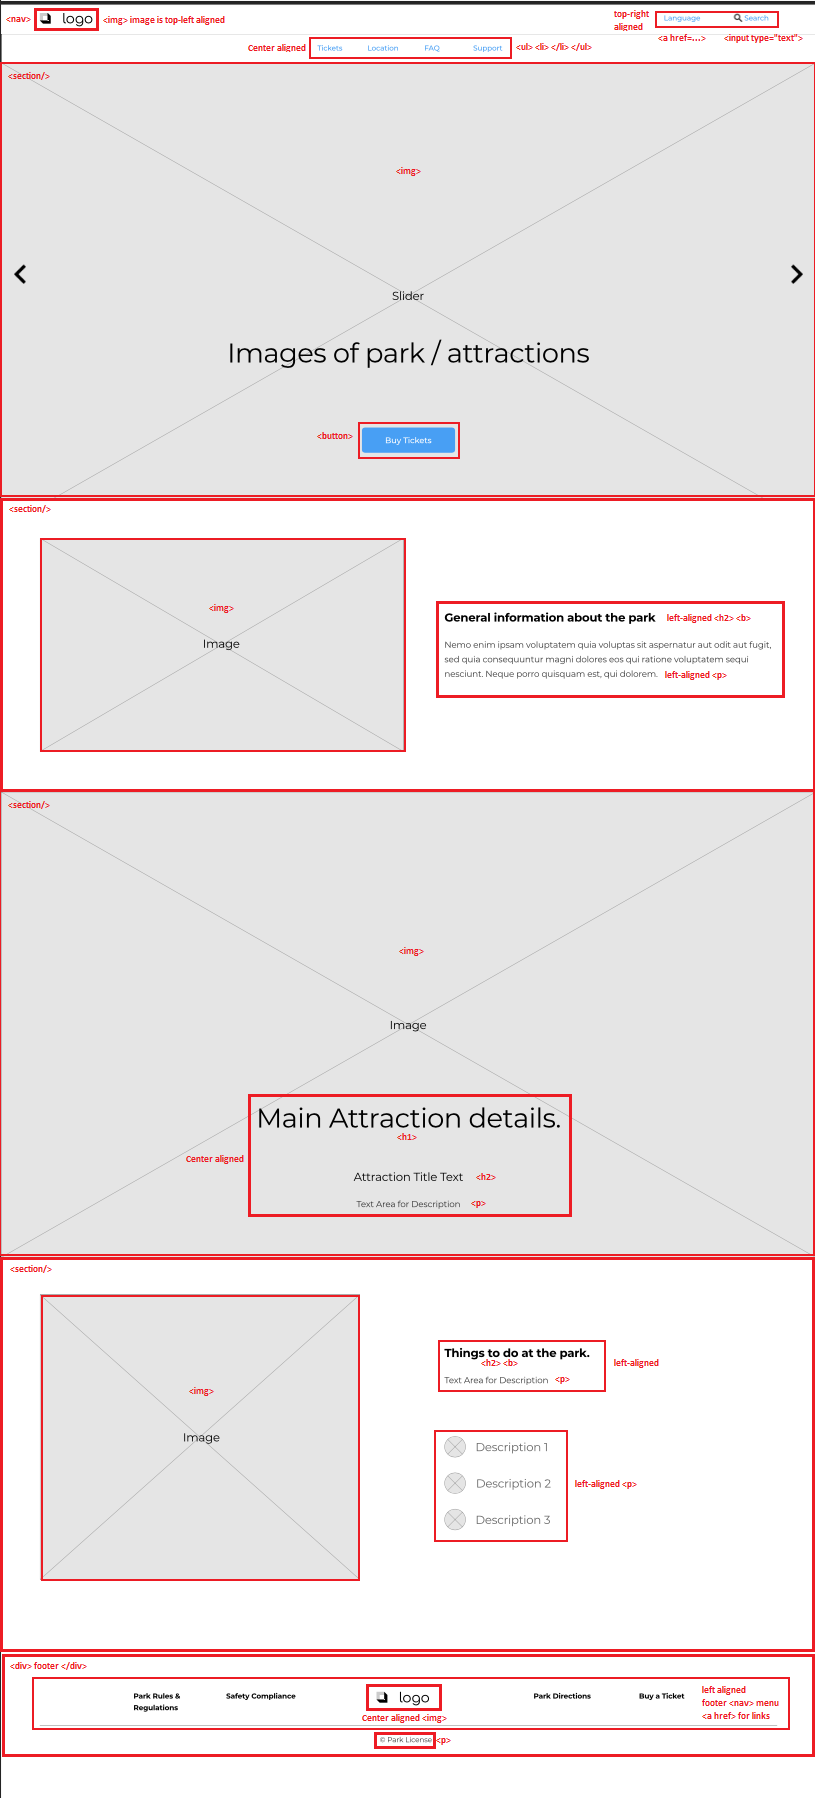 <nav>
logo
<img> image is top-left aligned
top-right
aligned
Language
Search
<a href=...>
<input type="text">
Center aligned
Tickets
Location
FAQ
Support
<ul> <li> </li> </ul>
<section/>
<img>
Slider
Images of park / attractions
<button>
Buy Tickets
<section/>
<img>
Image
General information about the park
left-aligned <h2> <b>
Nemo enim ipsam voluptatem quia voluptas sit aspernatur aut odit aut fugit,
sed quia consequuntur magni dolores eos qui ratione voluptatem sequi
nesciunt. Neque porro quisquam est, qui dolorem.
left-aligned <p>
<section/>
<img>
Image
Main Attraction details.
<h1>
Center aligned
Attraction Title Text
<h2>
Text Area for Description
<p>
<section/>
<img>
Image
Things to do at the park.
<h2> <b>
left-aligned
Text Area for Description
<p>
Description 1
Description 2
left-aligned <p>
Description 3
<div> footer </div>
Park Rules &
Regulations
Safety Compliance
logo
Center aligned <img>
Park Directions
Buy a Ticket
left aligned
footer <nav> menu
<a href> for links
© Park License
<p>